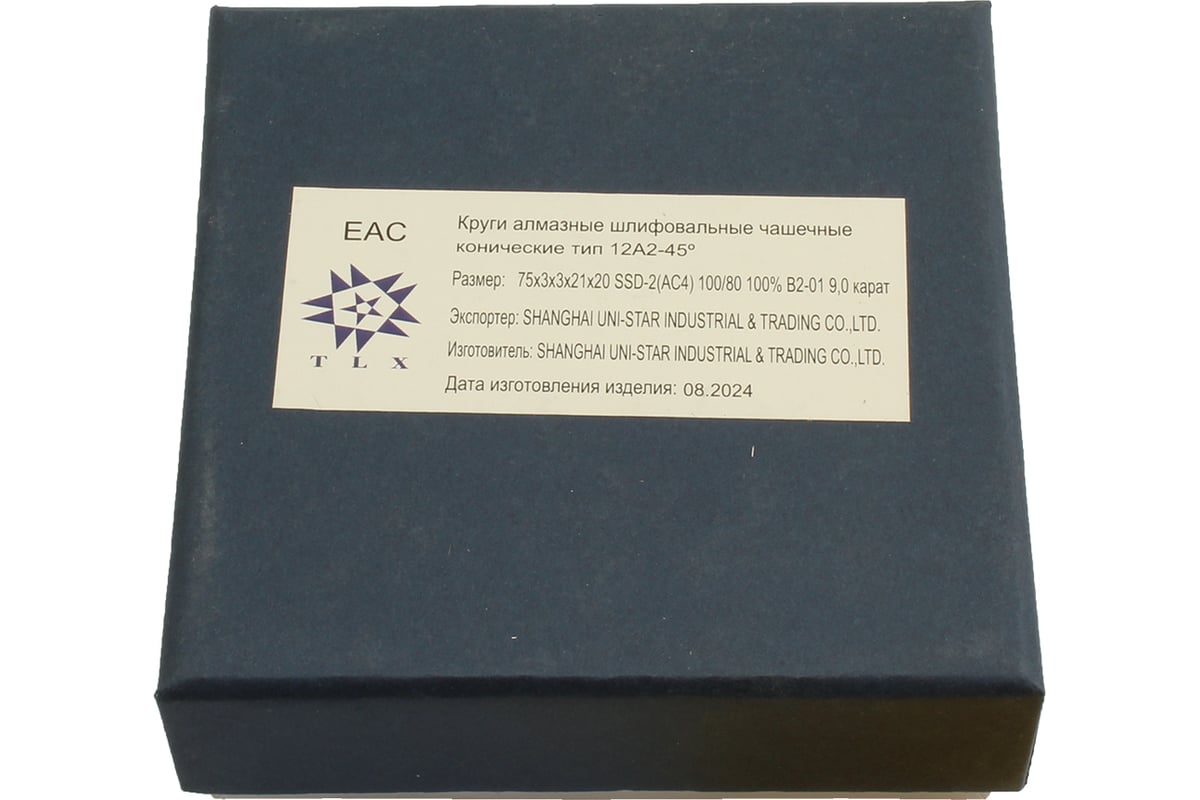 EAC
TLX
Круги алмазные шлифовальные чашечные
конические тип 12А2-45º
Размер: 75х3х3х21х20 SSD-2(АС4) 100/80 100% В2-01 9,0 карат
Экспортер: SHANGHAI UNI-STAR INDUSTRIAL & TRADING CO.,LTD.
Изготовитель: SHANGHAI UNI-STAR INDUSTRIAL & TRADING CO.,LTD.
Дата изготовления изделия: 08.2024